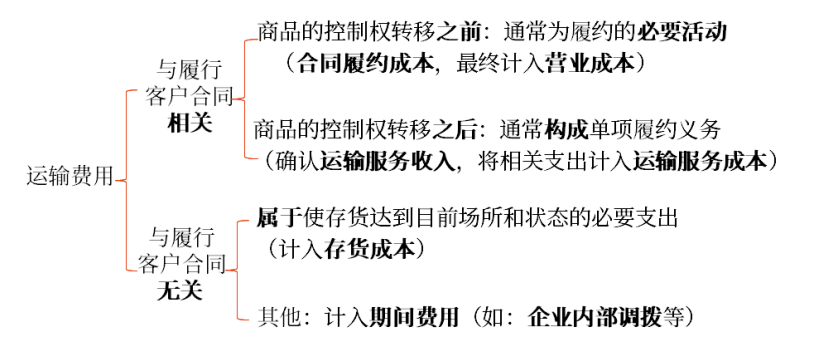 运输费用
与履行
客户合同
相关
商品的控制权转移之前：通常为履约的必要活动
（合同履约成本，最终计入营业成本）
商品的控制权转移之后：通常构成单项履约义务
（确认运输服务收入，将相关支出计入运输服务成本）
与履行
客户合同
无关
属于使存货达到目前场所和状态的必要支出
（计入存货成本）
其他：计入期间费用（如：企业内部调拨等）